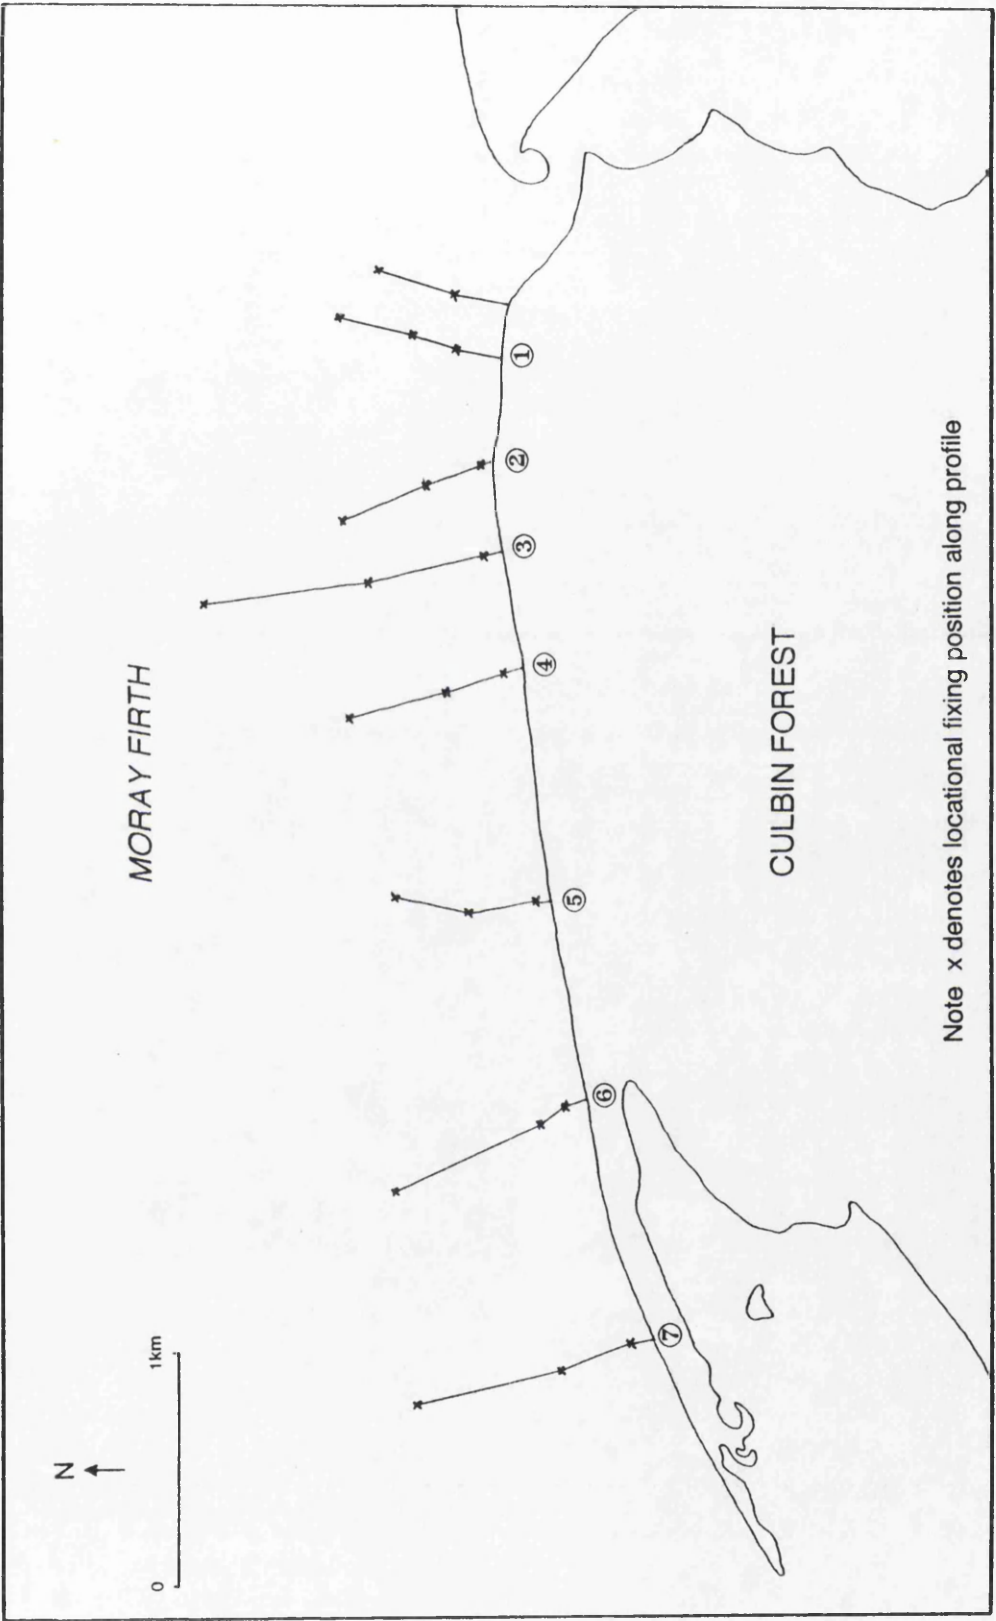 N
0
1km
MORAY FIRTH
①
②
③
④
⑤
⑥
⑦
CULBIN FOREST
Note x denotes locational fixing position along profile